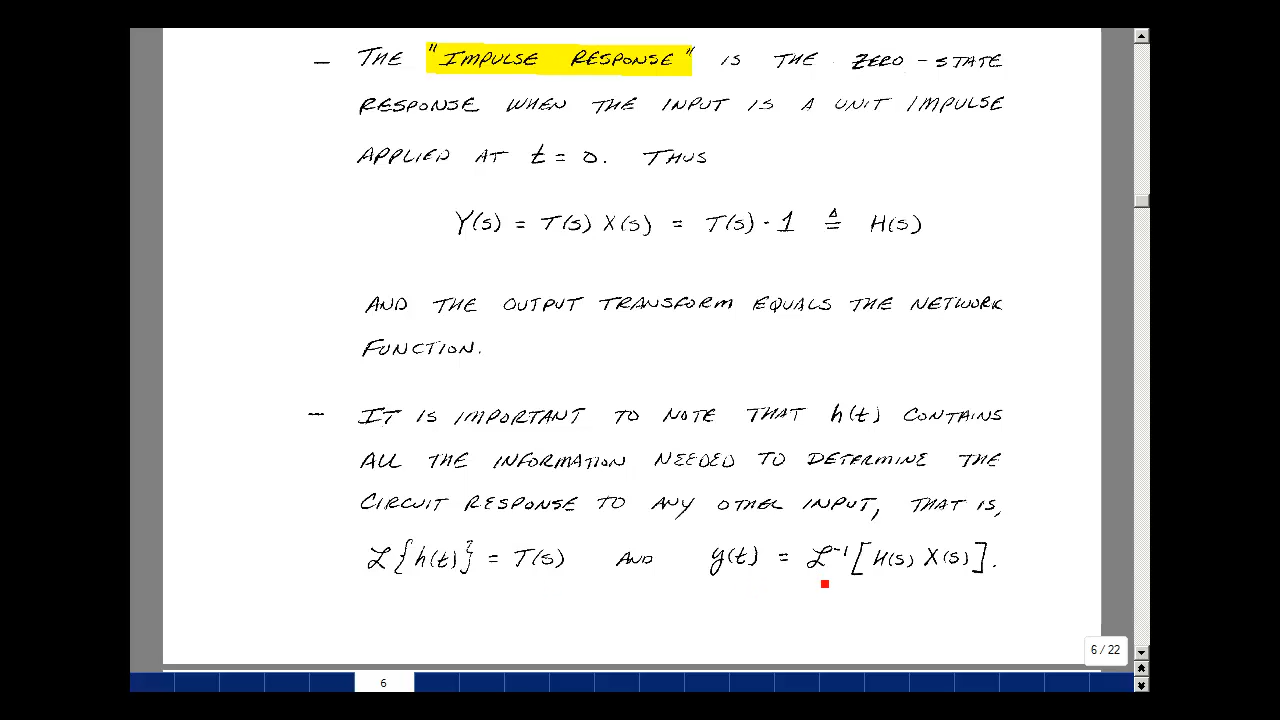 – THE "IMPULSE RESPONSE" IS THE ZERO-STATE
RESPONSE WHEN THE INPUT IS A UNIT IMPULSE
APPLIED AT t = 0. THUS
Y(s) = T(s) X(s) = T(s) · 1 ≜ H(s)
AND THE OUTPUT TRANSFORM EQUALS THE NETWORK
FUNCTION.
– IT IS IMPORTANT TO NOTE THAT h(t) CONTAINS
ALL THE INFORMATION NEEDED TO DETERMINE THE
CIRCUIT RESPONSE TO ANY OTHER INPUT, THAT IS,
ℒ{h(t)} = T(s) AND y(t) = ℒ⁻¹[H(s) X(s)].
6 / 22
6